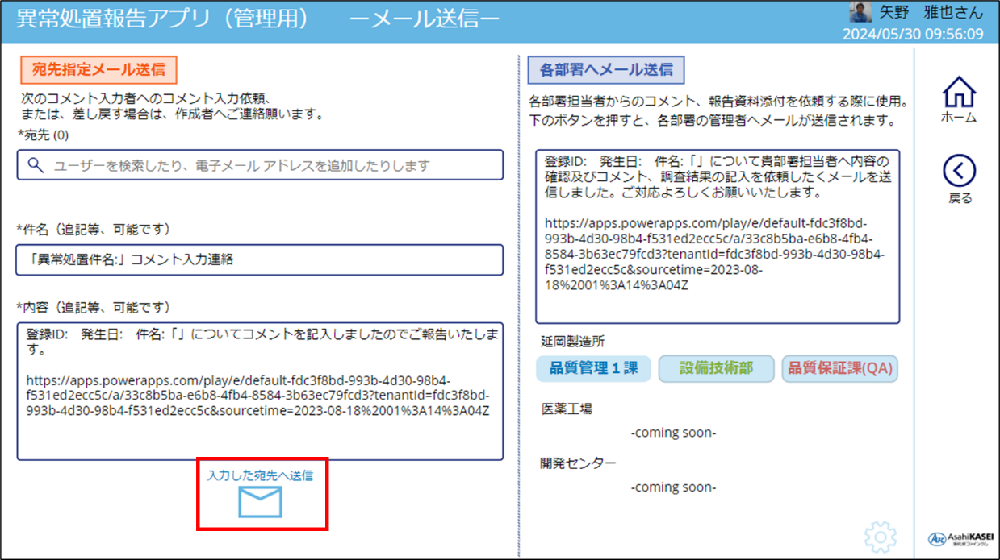 異常処置報告アプリ（管理用）　ーメール送信ー
矢野　雅也さん
2024/05/30 09:56:09
宛先指定メール送信
次のコメント入力者へのコメント入力依頼、
または、差し戻す場合は、作成者へご連絡願います。
*宛先 (0)
ユーザーを検索したり、電子メール アドレスを追加したりします
*件名（追記等、可能です）
「異常処置件名:」コメント入力連絡
*内容（追記等、可能です）
登録ID:　発生日:　件名:「」についてコメントを記入しましたのでご報告いたしま
す。
https://apps.powerapps.com/play/e/default-fdc3f8bd-993b-4d30-98b4-
f531ed2ecc5c/a/33c8b5ba-e6b8-4fb4-8584-3b63ec79fcd3?tenantId=fdc3f8bd-
993b-4d30-98b4-f531ed2ecc5c&sourcetime=2023-08-18%2001%3A14%3A04Z
入力した宛先へ送信
各部署へメール送信
各部署担当者からのコメント、報告資料添付を依頼する際に使用。
下のボタンを押すと、各部署の管理者へメールが送信されます。
登録ID:　発生日:　件名:「」について貴部署担当者へ内容の
確認及びコメント、調査結果の記入を依頼したくメールを送
信しました。ご対応よろしくお願いいたします。
https://apps.powerapps.com/play/e/default-fdc3f8bd-
993b-4d30-98b4-f531ed2ecc5c/a/33c8b5ba-e6b8-4fb4-
8584-3b63ec79fcd3?tenantId=fdc3f8bd-993b-4d30-98b4-
f531ed2ecc5c&sourcetime=2023-08-
18%2001%3A14%3A04Z
延岡製造所
品質管理１課
設備技術部
品質保証課(QA)
医薬工場
-coming soon-
開発センター
-coming soon-
ホーム
戻る
AsahiKASEI
旭化成ファインケム